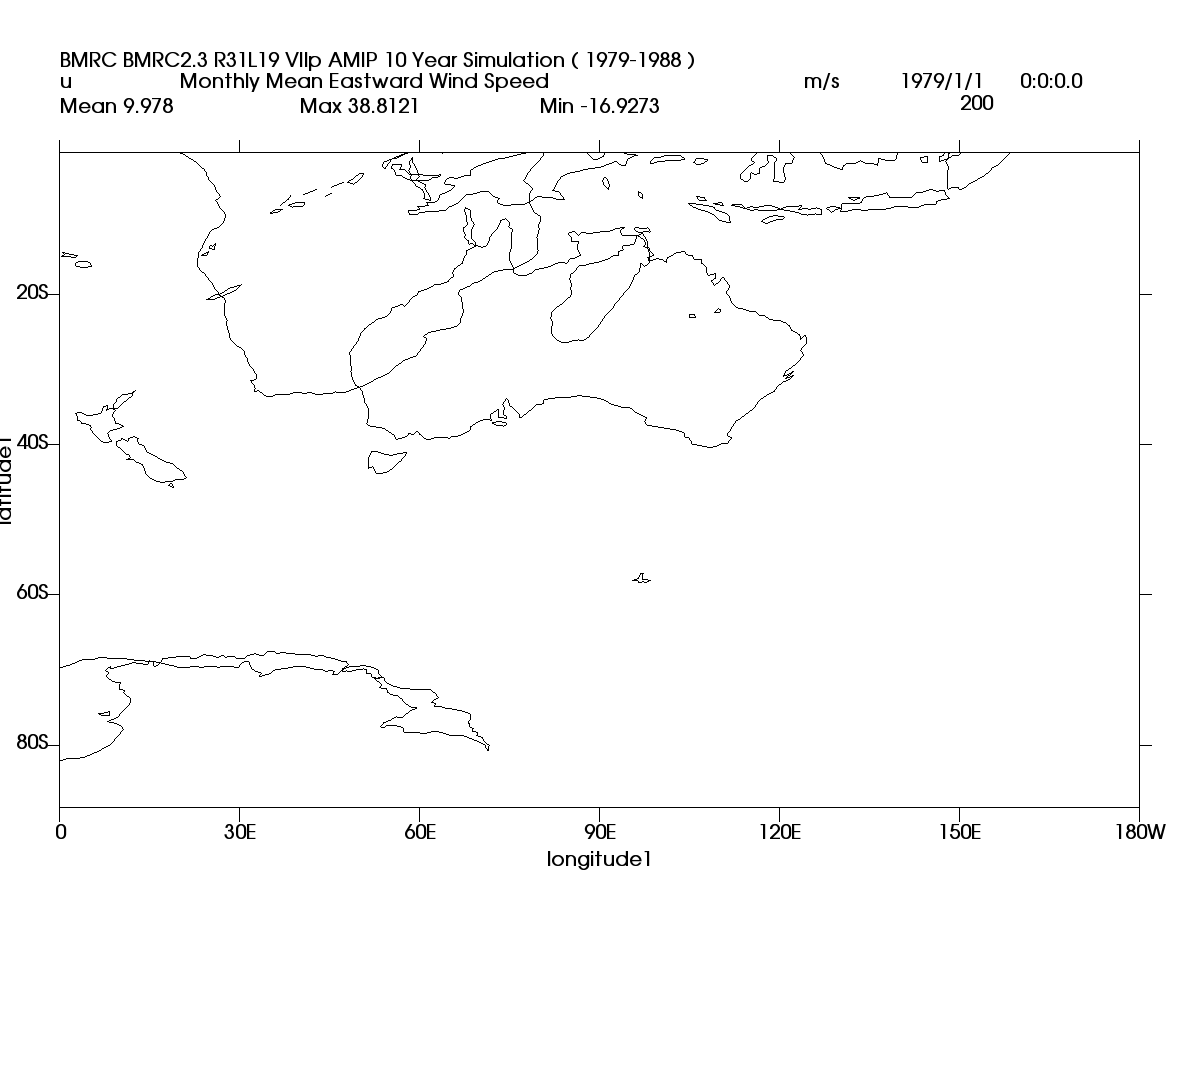 BMRC BMRC2.3 R31L19 VIIp AMIP 10 Year Simulation ( 1979-1988 )
u Monthly Mean Eastward Wind Speed m/s 1979/1/1 0:0:0.0
Mean 9.978 Max 38.8121 Min -16.9273 200
20S
40S
latitude1
60S
80S
0 30E 60E 90E 120E 150E 180W
longitude1